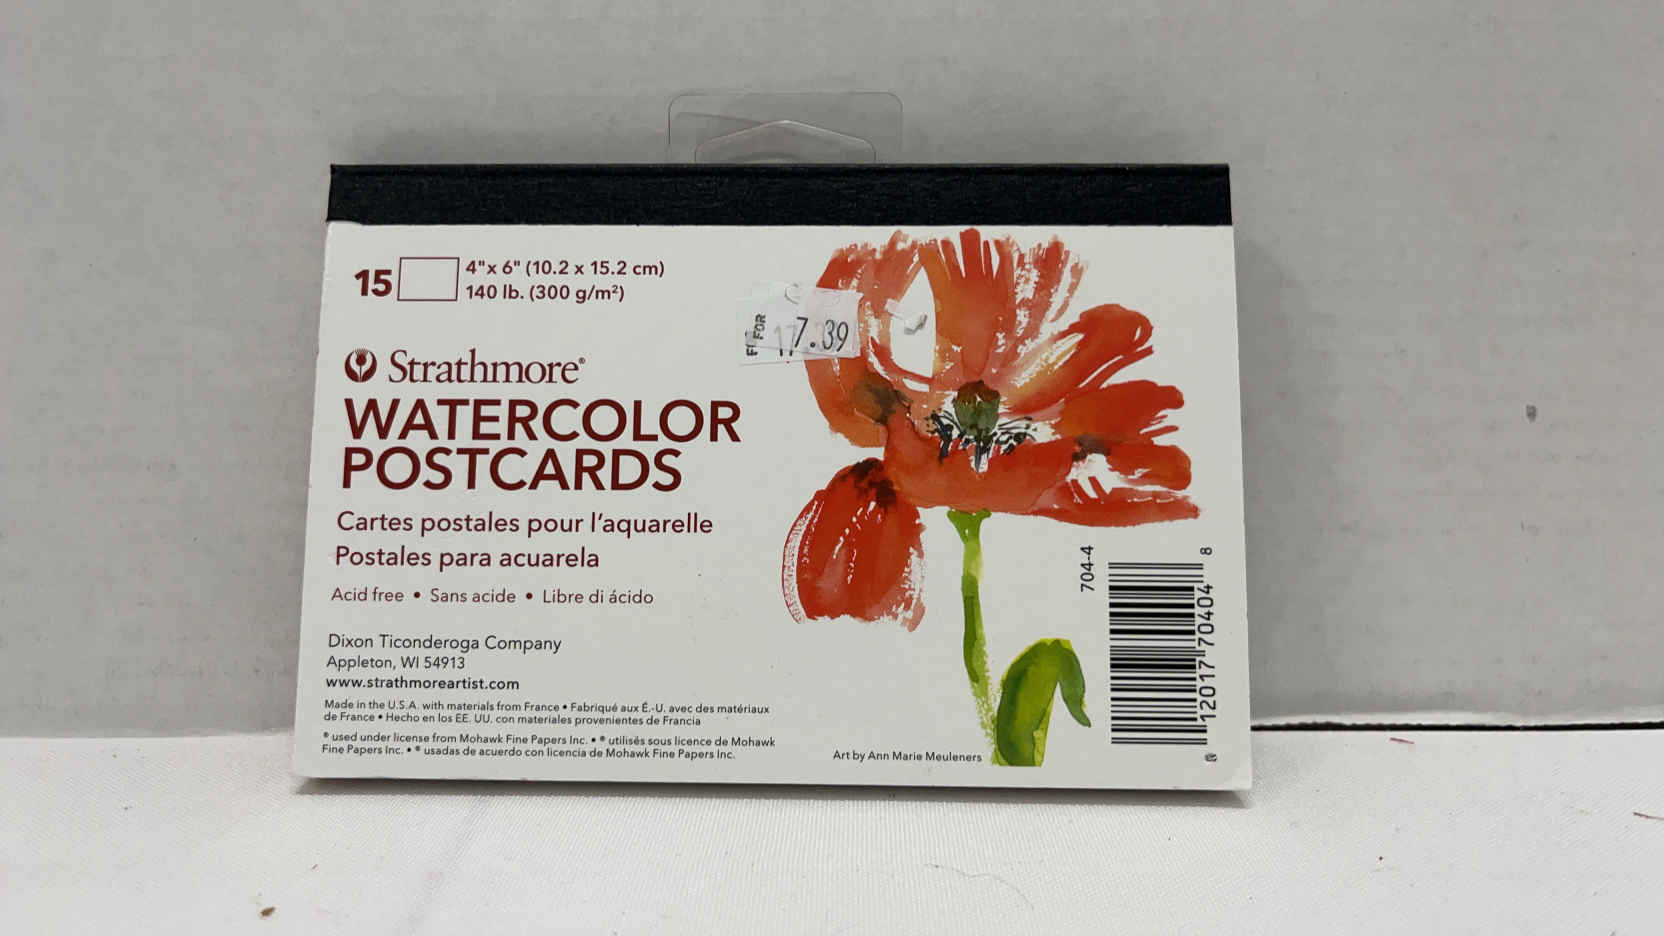 15
4"x 6" (10.2 x 15.2 cm)
140 lb. (300 g/m²)
FOR
7.39
Strathmore®
WATERCOLOR
POSTCARDS
Cartes postales pour l'aquarelle
Postales para acuarela
Acid free • Sans acide • Libre di ácido
Dixon Ticonderoga Company
Appleton, WI 54913
www.strathmoreartist.com
Made in the U.S.A. with materials from France • Fabriqué aux É.-U. avec des matériaux
de France • Hecho en los EE. UU. con materiales provenientes de Francia
® used under license from Mohawk Fine Papers Inc. • ® utilisés sous licence de Mohawk
Fine Papers Inc. • ® usadas de acuerdo con licencia de Mohawk Fine Papers Inc.
Art by Ann Marie Meuleners
704-4
12017 70404 8